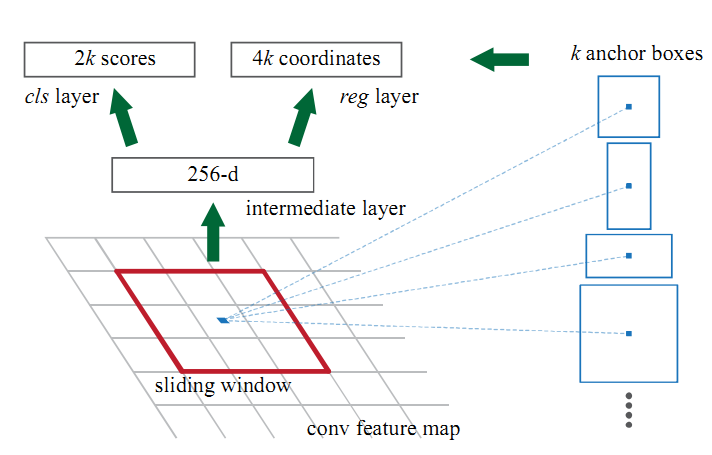 2k scores
4k coordinates
k anchor boxes
cls layer
reg layer
256-d
intermediate layer
sliding window
conv feature map